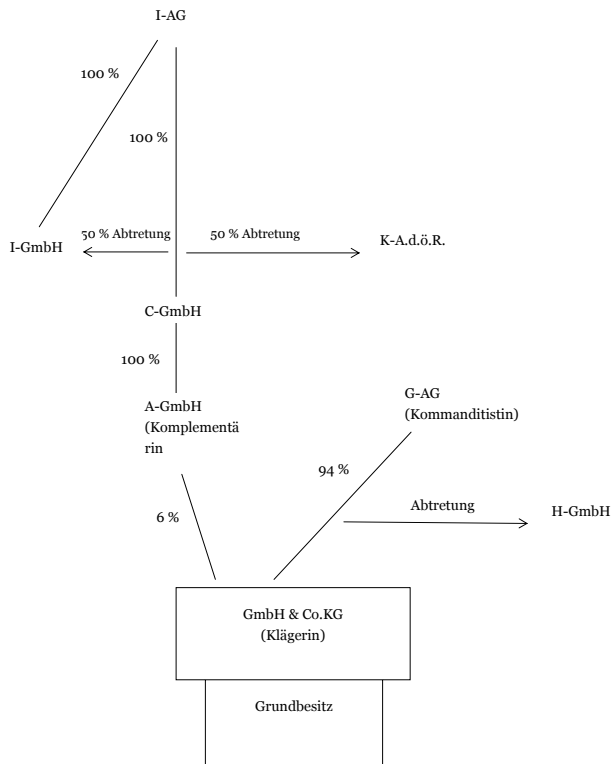 I-AG
100 %
100 %
50 % Abtretung
50 % Abtretung
K-A.d.ö.R.
I-GmbH
C-GmbH
100 %
A-GmbH
(Komplementä
rin
G-AG
(Kommanditistin)
94 %
Abtretung
H-GmbH
6 %
GmbH & Co.KG
(Klägerin)
Grundbesitz